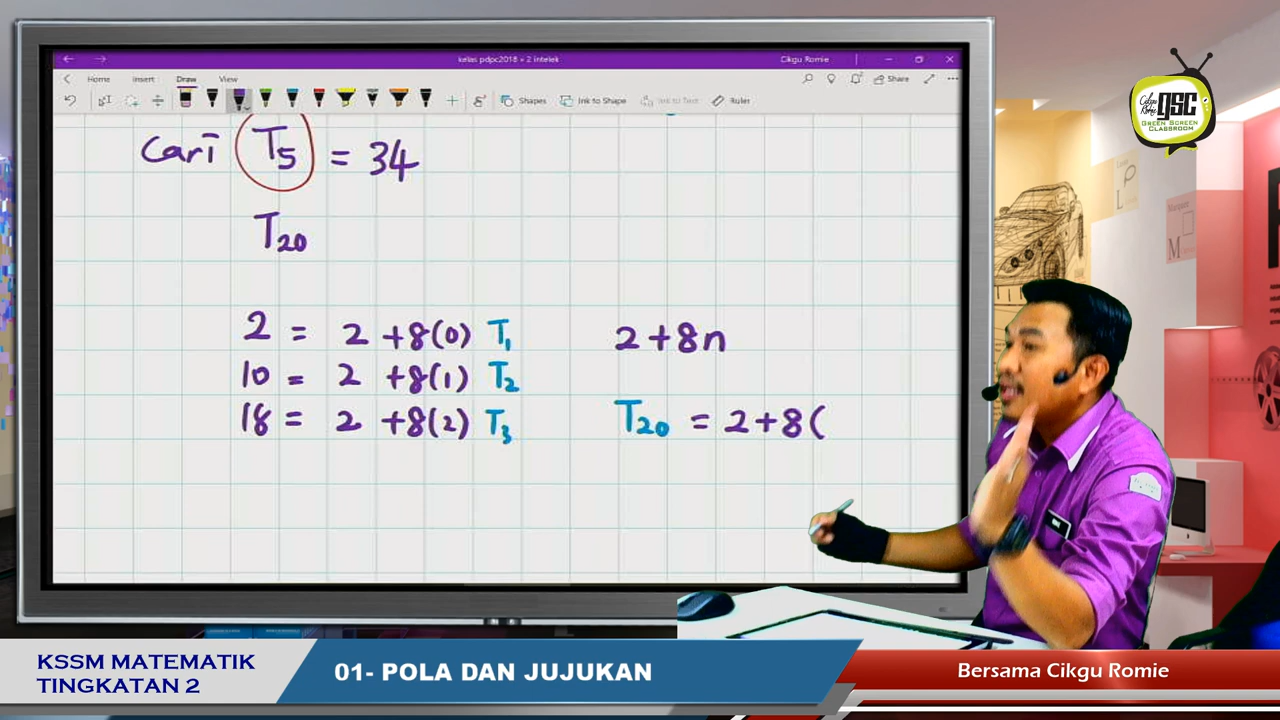 kelas pdpc2018 » 2 intelek
Cikgu Romie
Home Insert Draw View
Share
Shapes Ink to Shape Ink to Text Ruler
Cari T5 = 34
T20
2 = 2 +8(0) T1 2+8n
10 = 2 +8(1) T2
18 = 2 +8(2) T3 T20 = 2+8(
Cikgu Romie GSC
GREEN SCREEN
CLASSROOM
L
M
KSSM MATEMATIK
TINGKATAN 2
01- POLA DAN JUJUKAN
Bersama Cikgu Romie